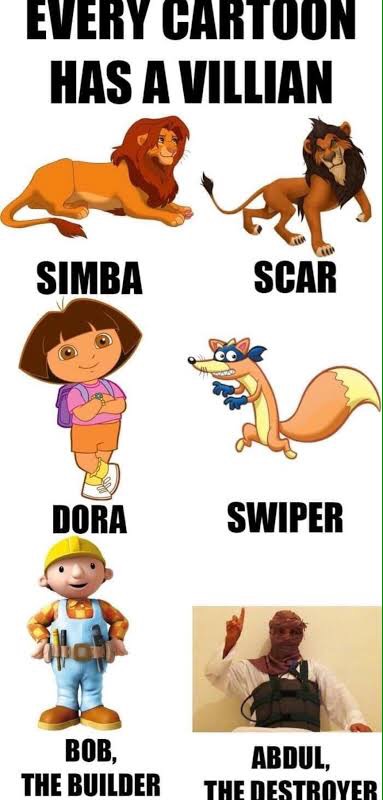 EVERY CARTOON
HAS A VILLIAN
SIMBA
SCAR
DORA
SWIPER
BOB,
THE BUILDER
ABDUL,
THE DESTROYER